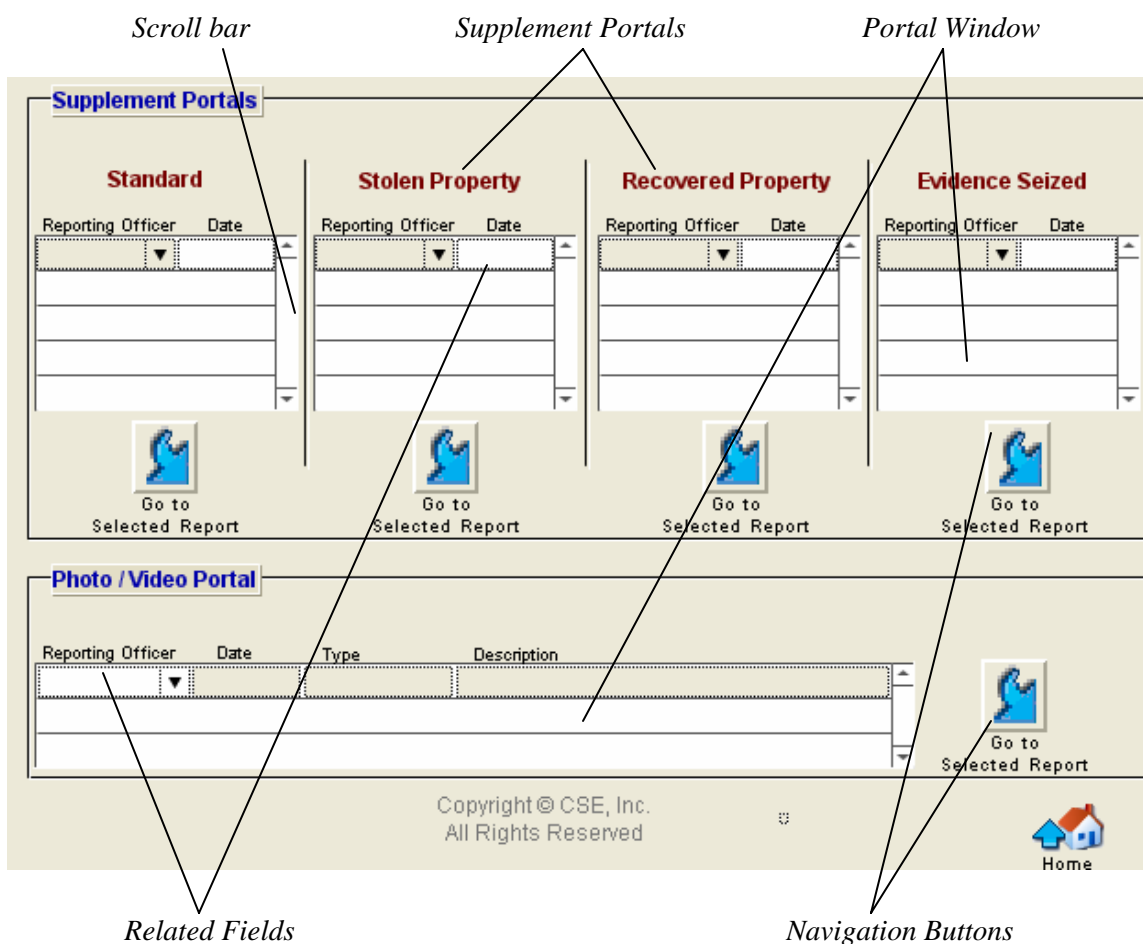 Scroll bar Supplement Portals Portal Window
Supplement Portals
Standard Stolen Property Recovered Property Evidence Seized
Reporting Officer Date Reporting Officer Date Reporting Officer Date Reporting Officer Date
Go to Go to Go to Go to
Selected Report Selected Report Selected Report Selected Report
Photo / Video Portal
Reporting Officer Date Type Description
Go to
Selected Report
Copyright © CSE, Inc.
All Rights Reserved
Home
Related Fields Navigation Buttons